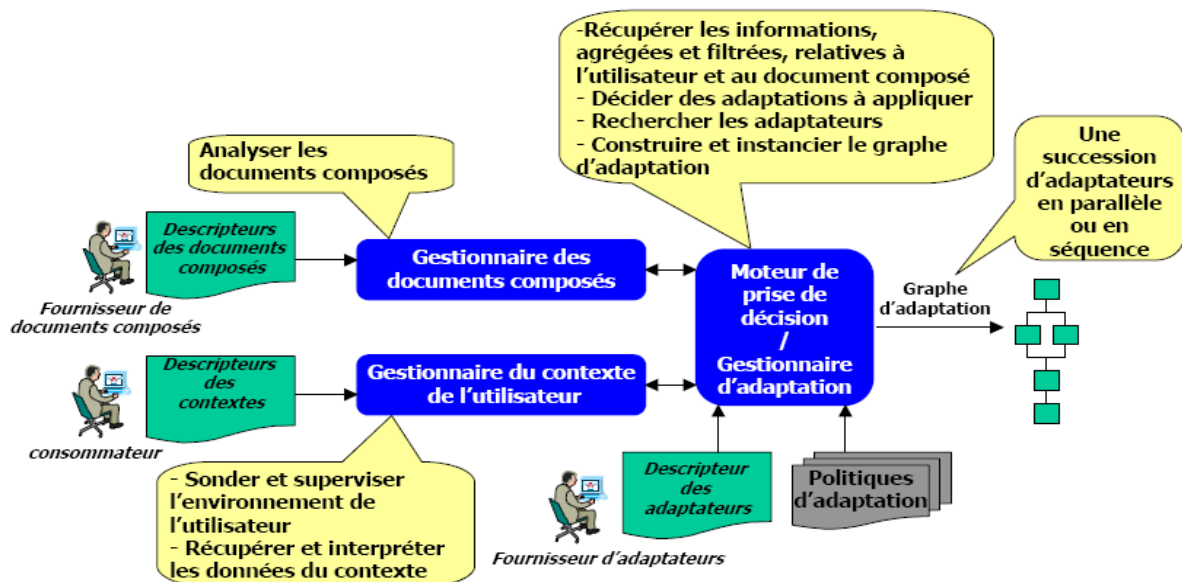 -Récupérer les informations,
agrégées et filtrées, relatives à
l'utilisateur et au document composé
- Décider des adaptations à appliquer
- Rechercher les adaptateurs
- Construire et instancier le graphe
d'adaptation
Une
succession
d'adaptateurs
en parallèle
ou en
séquence
Analyser les
documents composés
Descripteurs
des documents
composés
Fournisseur de
documents composés
Gestionnaire des
documents composés
Moteur de
prise de
décision
/
Gestionnaire
d'adaptation
Graphe
d'adaptation
Descripteurs
des
contextes
consommateur
Gestionnaire du contexte
de l'utilisateur
- Sonder et superviser
l'environnement de
l'utilisateur
- Récupérer et interpréter
les données du contexte
Descripteur
des
adaptateurs
Fournisseur d'adaptateurs
Politiques
d'adaptation